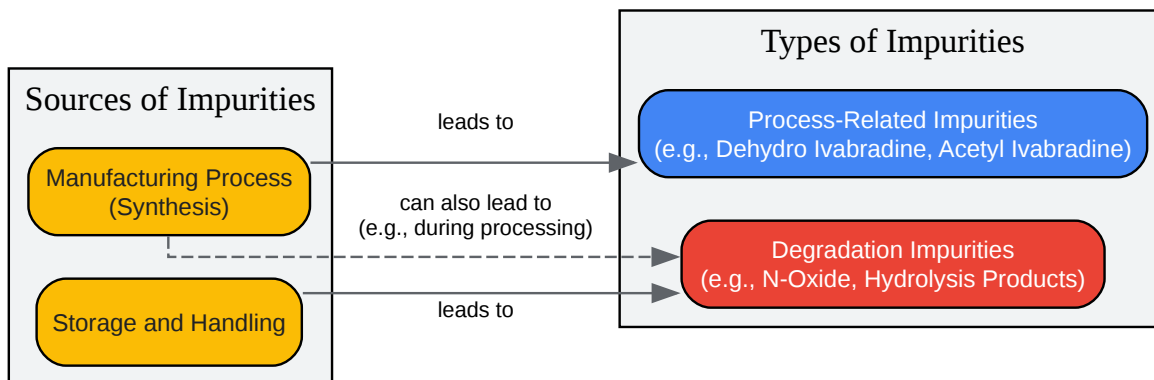 Sources of Impurities
Manufacturing Process
(Synthesis)
Storage and Handling
leads to
can also lead to
(e.g., during processing)
leads to
Types of Impurities
Process-Related Impurities
(e.g., Dehydro Ivabradine, Acetyl Ivabradine)
Degradation Impurities
(e.g., N-Oxide, Hydrolysis Products)